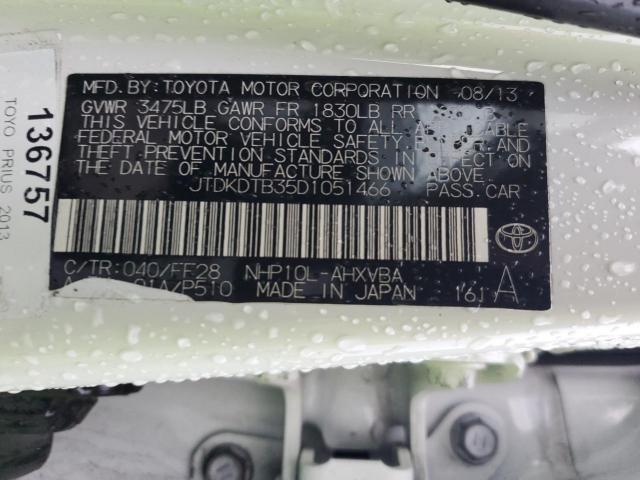 MFD.BY:TOYOTA MOTOR CORPORATION 08/13
GVWR 3475LB GAWR FR 1830LB RR
THIS VEHICLE CONFORMS TO ALL
FEDERAL MOTOR VEHICLE SAFETY,
THEFT PREVENTION STANDARDS IN EFFECT ON
THE DATE OF MANUFACTURE SHOWN ABOVE.
JTDKDTB35D1051466 PASS.CAR
C/TR:040/FF28 NHP10L-AHXVBA
/P510 MADE IN JAPAN 161 A
136757
TOYO PRIUS 2013